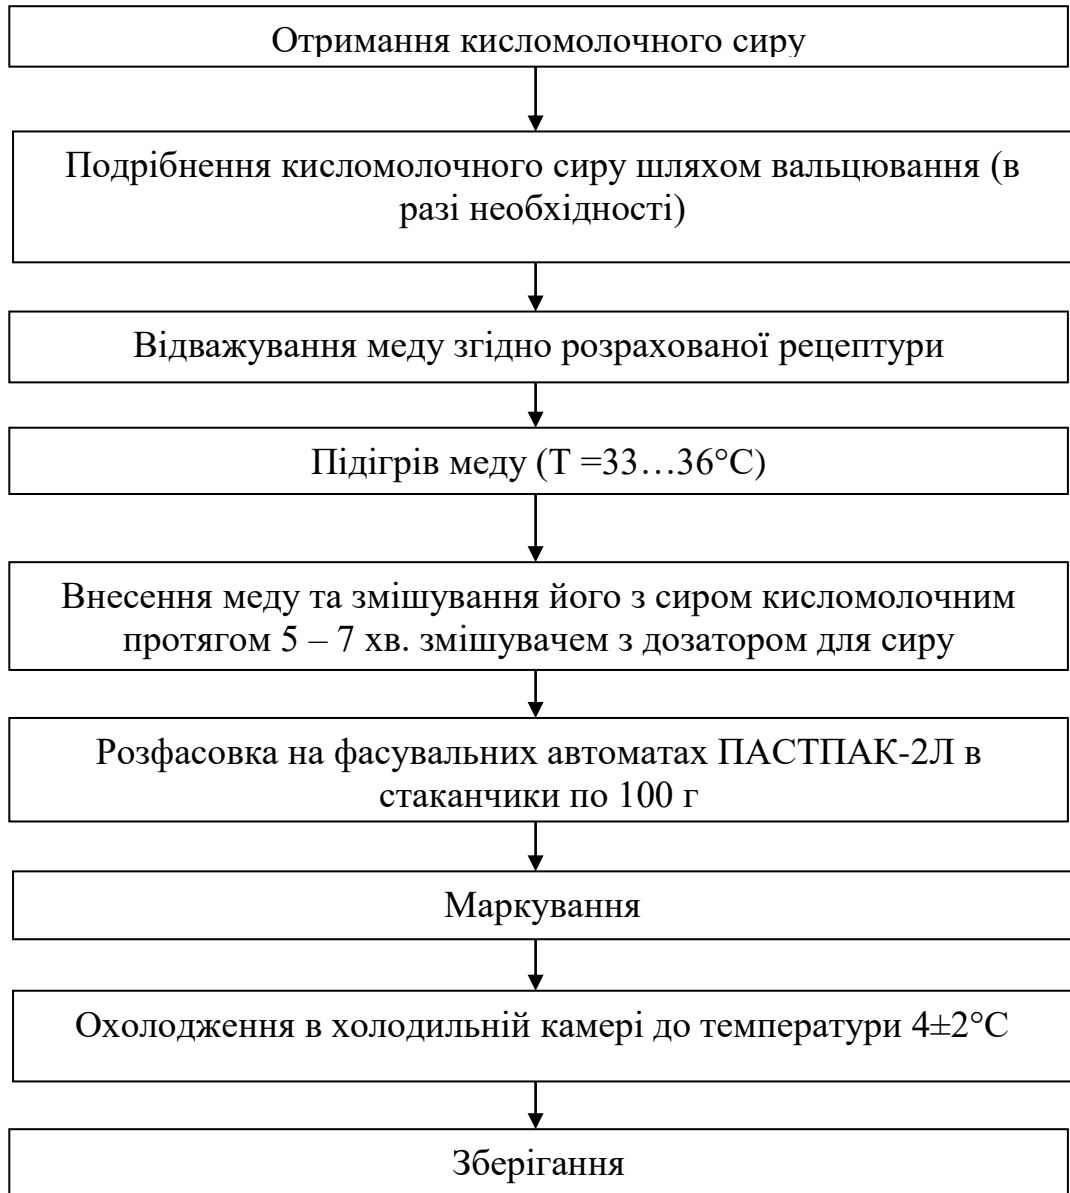 Отримання кисломолочного сиру
Подрібнення кисломолочного сиру шляхом вальцювання (в
разі необхідності)
Відважування меду згідно розрахованої рецептури
Підігрів меду (Т =33…36°С)
Внесення меду та змішування його з сиром кисломолочним
протягом 5 – 7 хв. змішувачем з дозатором для сиру
Розфасовка на фасувальних автоматах ПАСТПАК-2Л в
стаканчики по 100 г
Маркування
Охолодження в холодильній камері до температури 4±2°С
Зберігання